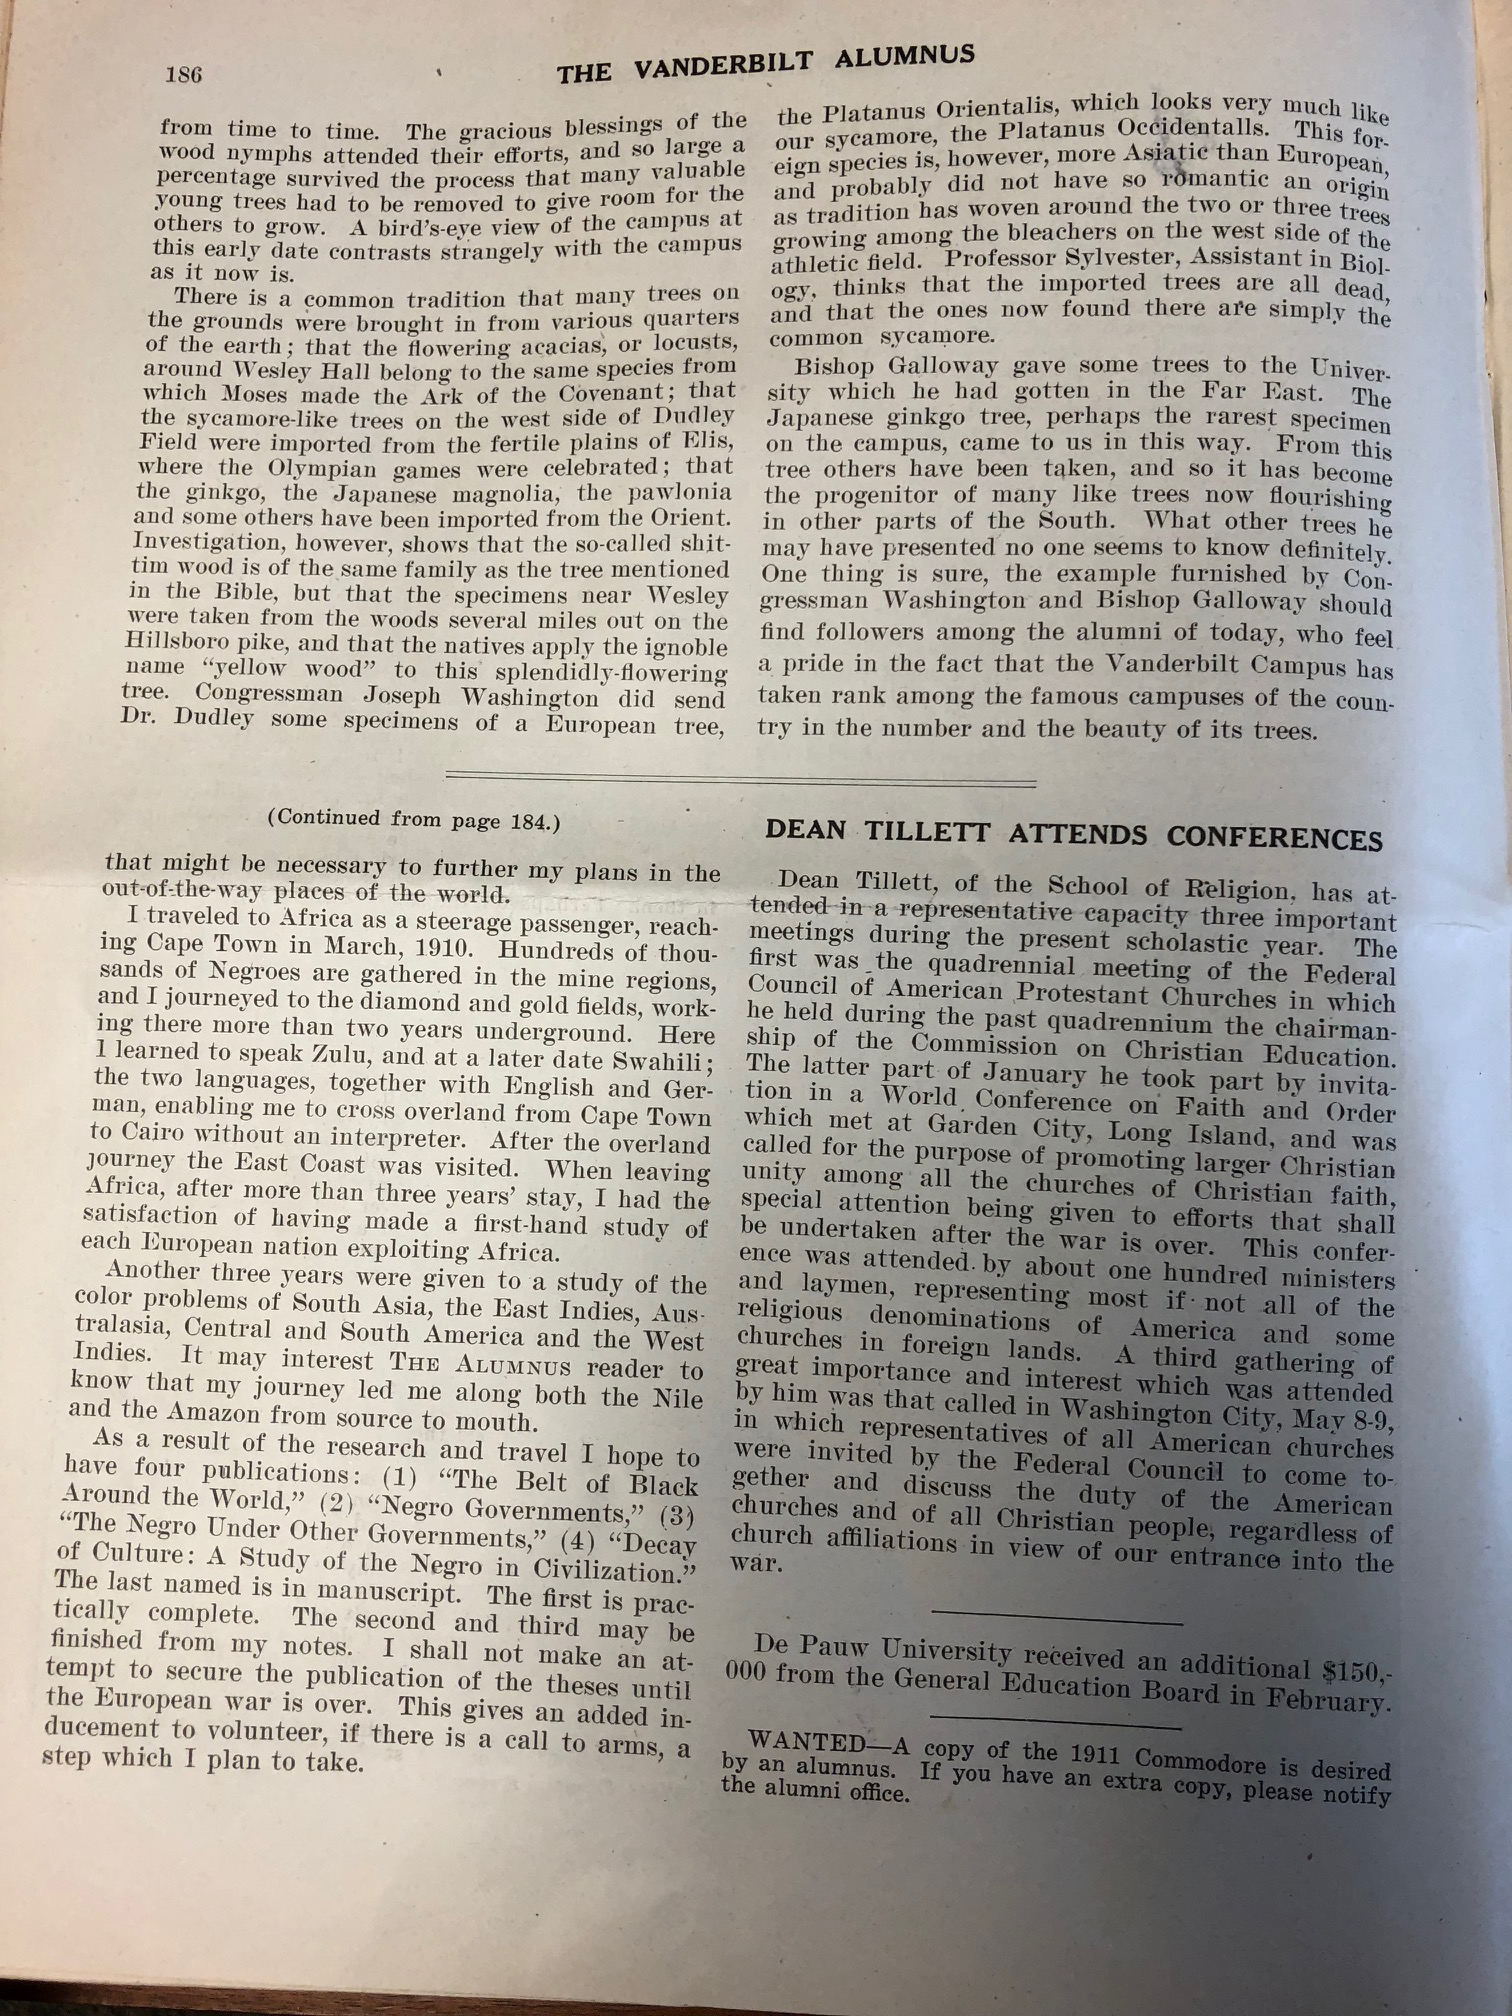 186
THE VANDERBILT ALUMNUS
from time to time. The gracious blessings of the
wood nymphs attended their efforts, and so large a
percentage survived the process that many valuable
young trees had to be removed to give room for the
others to grow. A bird's-eye view of the campus at
this early date contrasts strangely with the campus
as it now is.
There is a common tradition that many trees on
the grounds were brought in from various quarters
of the earth; that the flowering acacias, or locusts,
around Wesley Hall belong to the same species from
which Moses made the Ark of the Covenant; that
the sycamore-like trees on the west side of Dudley
Field were imported from the fertile plains of Elis,
where the Olympian games were celebrated; that
the ginkgo, the Japanese magnolia, the pawlonia
and some others have been imported from the Orient.
Investigation, however, shows that the so-called shit-
tim wood is of the same family as the tree mentioned
in the Bible, but that the specimens near Wesley
were taken from the woods several miles out on the
Hillsboro pike, and that the natives apply the ignoble
name "yellow wood" to this splendidly-flowering
tree. Congressman Joseph Washington did send
Dr. Dudley some specimens of a European tree,
the Platanus Orientalis, which looks very much like
our sycamore, the Platanus Occidentalls. This for-
eign species is, however, more Asiatic than European,
and probably did not have so romantic an origin
as tradition has woven around the two or three trees
growing among the bleachers on the west side of the
athletic field. Professor Sylvester, Assistant in Biol-
ogy, thinks that the imported trees are all dead,
and that the ones now found there are simply the
common sycamore.
Bishop Galloway gave some trees to the Univer-
sity which he had gotten in the Far East. The
Japanese ginkgo tree, perhaps the rarest specimen
on the campus, came to us in this way. From this
tree others have been taken, and so it has become
the progenitor of many like trees now flourishing
in other parts of the South. What other trees he
may have presented no one seems to know definitely.
One thing is sure, the example furnished by Con-
gressman Washington and Bishop Galloway should
find followers among the alumni of today, who feel
a pride in the fact that the Vanderbilt Campus has
taken rank among the famous campuses of the coun-
try in the number and the beauty of its trees.
(Continued from page 184.)
that might be necessary to further my plans in the
out-of-the-way places of the world.
I traveled to Africa as a steerage passenger, reach-
ing Cape Town in March, 1910. Hundreds of thou-
sands of Negroes are gathered in the mine regions,
and I journeyed to the diamond and gold fields, work-
ing there more than two years underground. Here
I learned to speak Zulu, and at a later date Swahili;
the two languages, together with English and Ger-
man, enabling me to cross overland from Cape Town
to Cairo without an interpreter. After the overland
journey the East Coast was visited. When leaving
Africa, after more than three years' stay, I had the
satisfaction of having made a first-hand study of
each European nation exploiting Africa.
Another three years were given to a study of the
color problems of South Asia, the East Indies, Aus-
tralasia, Central and South America and the West
Indies. It may interest THE ALUMNUS reader to
know that my journey led me along both the Nile
and the Amazon from source to mouth.
As a result of the research and travel I hope to
have four publications: (1) "The Belt of Black
Around the World," (2) "Negro Governments," (3)
"The Negro Under Other Governments," (4) "Decay
of Culture: A Study of the Negro in Civilization."
The last named is in manuscript. The first is prac-
tically complete. The second and third may be
finished from my notes. I shall not make an at-
tempt to secure the publication of the theses until
the European war is over. This gives an added in-
ducement to volunteer, if there is a call to arms, a
step which I plan to take.
DEAN TILLETT ATTENDS CONFERENCES
Dean Tillett, of the School of Religion, has at-
tended in a representative capacity three important
meetings during the present scholastic year. The
first was the quadrennial meeting of the Federal
Council of American Protestant Churches in which
he held during the past quadrennium the chairman-
ship of the Commission on Christian Education.
The latter part of January he took part by invita-
tion in a World Conference on Faith and Order
which met at Garden City, Long Island, and was
called for the purpose of promoting larger Christian
unity among all the churches of Christian faith,
special attention being given to efforts that shall
be undertaken after the war is over. This confer-
ence was attended by about one hundred ministers
and laymen, representing most if not all of the
religious denominations of America and some
churches in foreign lands. A third gathering of
great importance and interest which was attended
by him was that called in Washington City, May 8-9,
in which representatives of all American churches
were invited by the Federal Council to come to-
gether and discuss the duty of the American
churches and of all Christian people, regardless of
church affiliations in view of our entrance into the
war.
De Pauw University received an additional $150,-
000 from the General Education Board in February.
WANTED—A copy of the 1911 Commodore is desired
by an alumnus. If you have an extra copy, please notify
the alumni office.